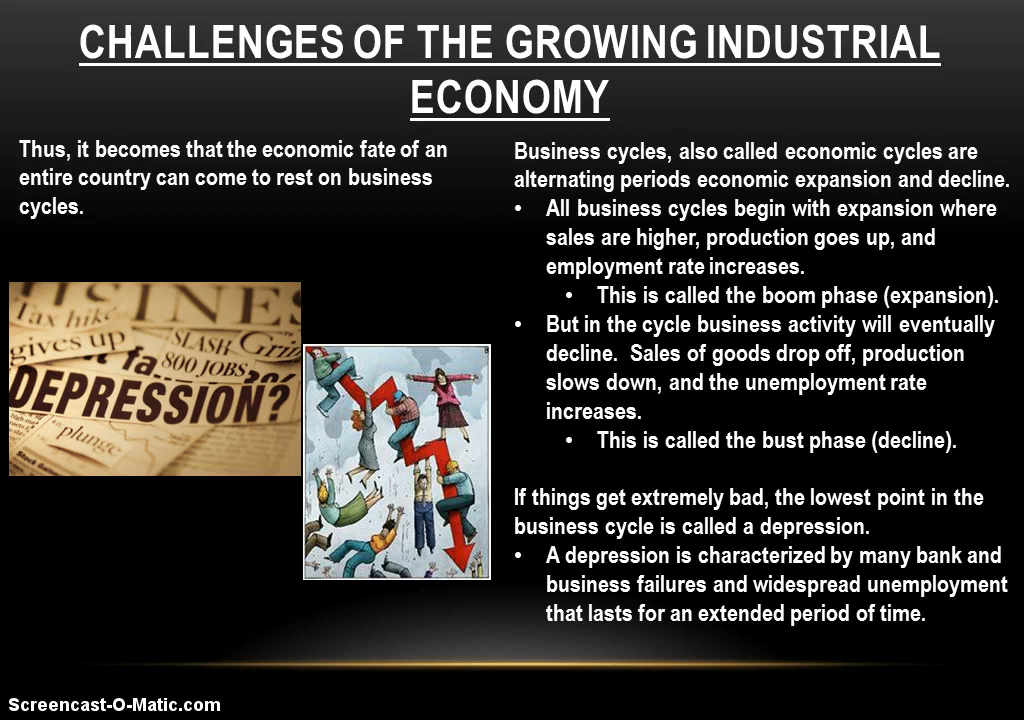 CHALLENGES OF THE GROWING INDUSTRIAL
ECONOMY
Thus, it becomes that the economic fate of an
entire country can come to rest on business
cycles.
Tax hike
gives up
SLASH
800 JOBS
DEPRESSION?
plunge
Business cycles, also called economic cycles are
alternating periods economic expansion and decline.
• All business cycles begin with expansion where
sales are higher, production goes up, and
employment rate increases.
• This is called the boom phase (expansion).
• But in the cycle business activity will eventually
decline.  Sales of goods drop off, production
slows down, and the unemployment rate
increases.
• This is called the bust phase (decline).
If things get extremely bad, the lowest point in the
business cycle is called a depression.
• A depression is characterized by many bank and
business failures and widespread unemployment
that lasts for an extended period of time.
Screencast-O-Matic.com